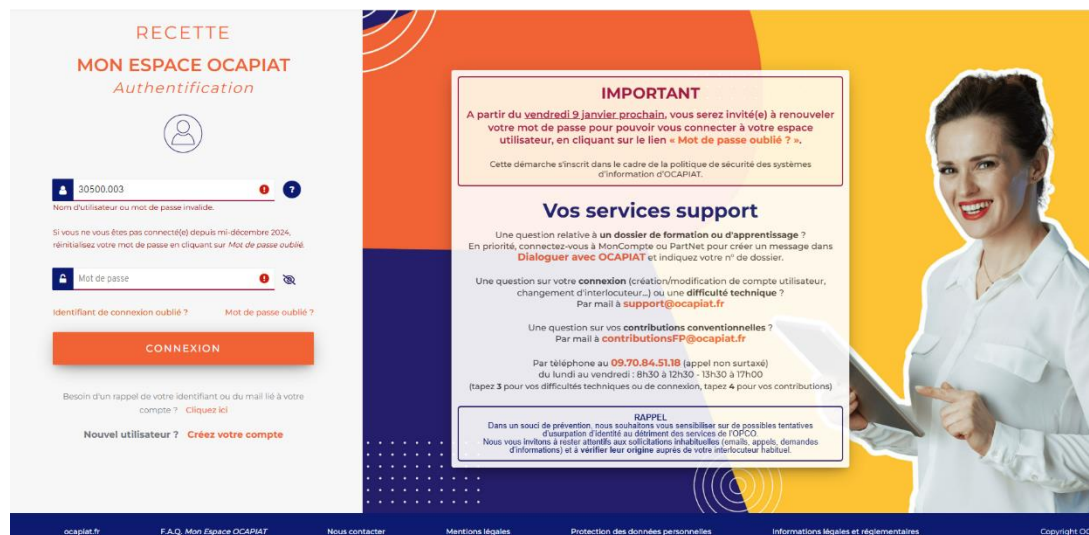 RECETTE
MON ESPACE OCAPIAT
Authentification
30500.003
Nom d'utilisateur ou mot de passe invalide.
Si vous ne vous êtes pas connecté(e) depuis mi-décembre 2024,
réinitialisez votre mot de passe en cliquant sur Mot de passe oublié.
Mot de passe
Identifiant de connexion oublié ?
Mot de passe oublié ?
CONNEXION
Besoin d'un rappel de votre identifiant ou du mail lié à votre
compte ? Cliquez ici
Nouvel utilisateur ? Créez votre compte
IMPORTANT
A partir du vendredi 9 janvier prochain, vous serez invité(e) à renouveler
votre mot de passe pour pouvoir vous connecter à votre espace
utilisateur, en cliquant sur le lien « Mot de passe oublié ? ».
Cette démarche s'inscrit dans le cadre de la politique de sécurité des systèmes
d'information d'OCAPIAT.
Vos services support
Une question relative à un dossier de formation ou d'apprentissage ?
En priorité, connectez-vous à MonCompte ou PartNet pour créer un message dans
Dialoguer avec OCAPIAT et indiquez votre n° de dossier.
Une question sur votre connexion (création/modification de compte utilisateur,
changement d'interlocuteur...) ou une difficulté technique ?
Par mail à support@ocapiat.fr
Une question sur vos contributions conventionnelles ?
Par mail à contributionsFP@ocapiat.fr
Par téléphone au 09.70.84.51.18 (appel non surtaxé)
du lundi au vendredi : 8h30 à 12h30 - 13h30 à 17h00
(tapez 3 pour vos difficultés techniques ou de connexion, tapez 4 pour vos contributions)
RAPPEL
Dans un souci de prévention, nous souhaitons vous sensibiliser sur de possibles tentatives
d'usurpation d'identité au détriment des services de l'OPCO.
Nous vous invitons à rester attentifs aux sollicitations inhabituelles (emails, appels, demandes
d'informations) et à vérifier leur origine auprès de votre interlocuteur habituel.
ocapiat.fr
F.A.Q. Mon Espace OCAPIAT
Nous contacter
Mentions légales
Protection des données personnelles
Informations légales et réglementaires
Copyright OC